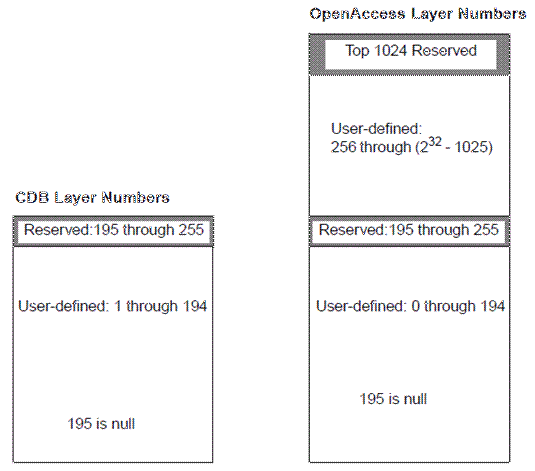 OpenAccess Layer Numbers
Top 1024 Reserved
User-defined:
256 through (2^32 - 1025)
CDB Layer Numbers
Reserved:195 through 255
Reserved:195 through 255
User-defined: 1 through 194
User-defined: 0 through 194
195 is null
195 is null